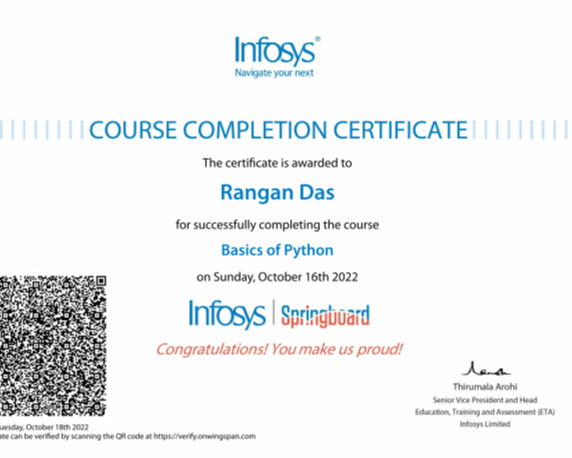 Infosys®
Navigate your next
COURSE COMPLETION CERTIFICATE
The certificate is awarded to
Rangan Das
for successfully completing the course
Basics of Python
on Sunday, October 16th 2022
Infosys | Springboard
Congratulations! You make us proud!
Thirumala Arohi
Senior Vice President and Head
Education, Training and Assessment (ETA)
Infosys Limited
uesday, October 18th 2022
ate can be verified by scanning the QR code at https://verify.onwingspan.com